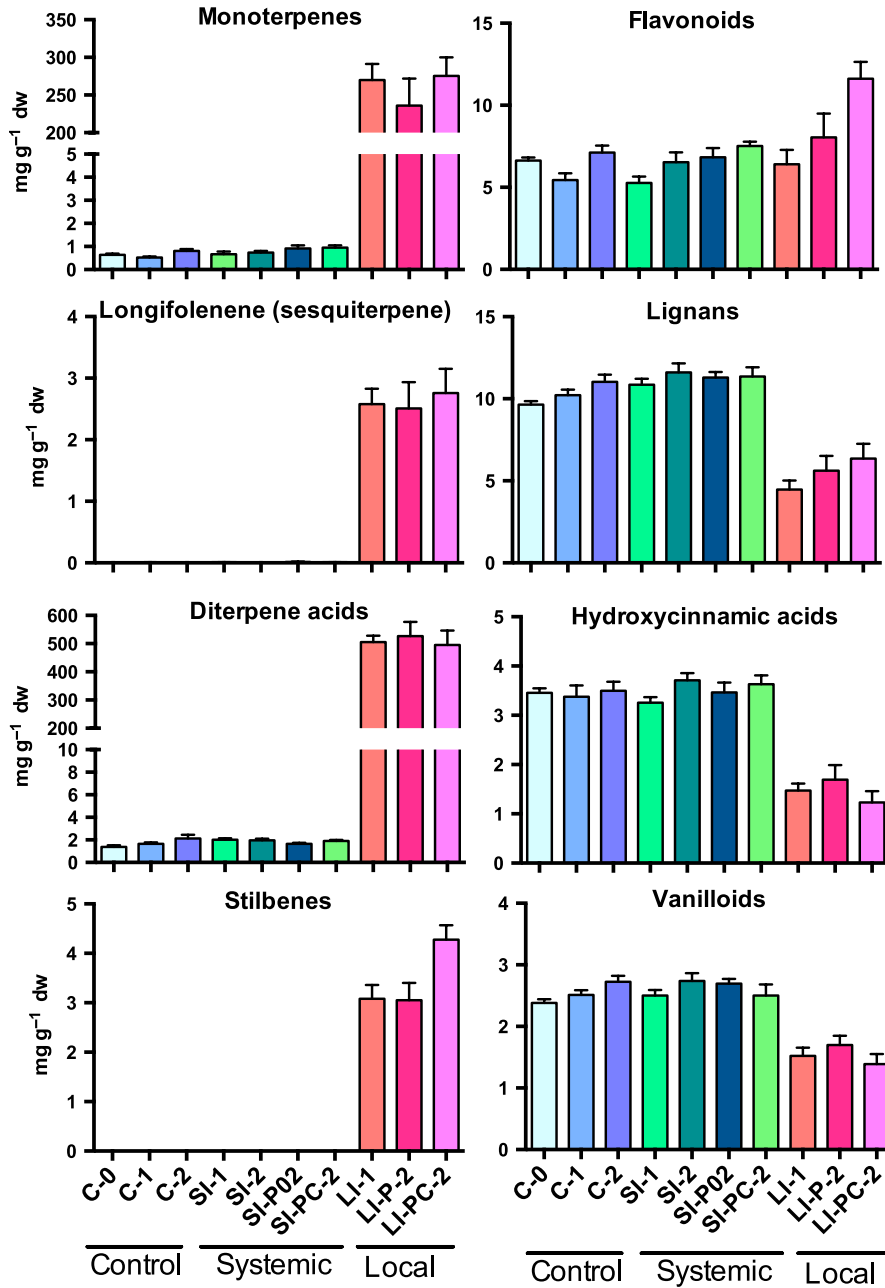 Monoterpenes
350
300
250
200
5
4
3
2
1
0
mg g⁻¹ dw
Flavonoids
15
10
5
0
Longifolenene (sesquiterpene)
4
3
2
1
0
mg g⁻¹ dw
Lignans
15
10
5
0
Diterpene acids
600
500
400
300
200
10
8
6
4
2
0
mg g⁻¹ dw
Hydroxycinnamic acids
5
4
3
2
1
0
Stilbenes
5
4
3
2
1
0
mg g⁻¹ dw
Vanilloids
4
3
2
1
0
C-0
C-1
C-2
SI-1
SI-2
SI-P02
SI-PC-2
LI-1
LI-P-2
LI-PC-2
Control
Systemic
Local
C-0
C-1
C-2
SI-1
SI-2
SI-P02
SI-PC-2
LI-1
LI-P-2
LI-PC-2
Control
Systemic
Local